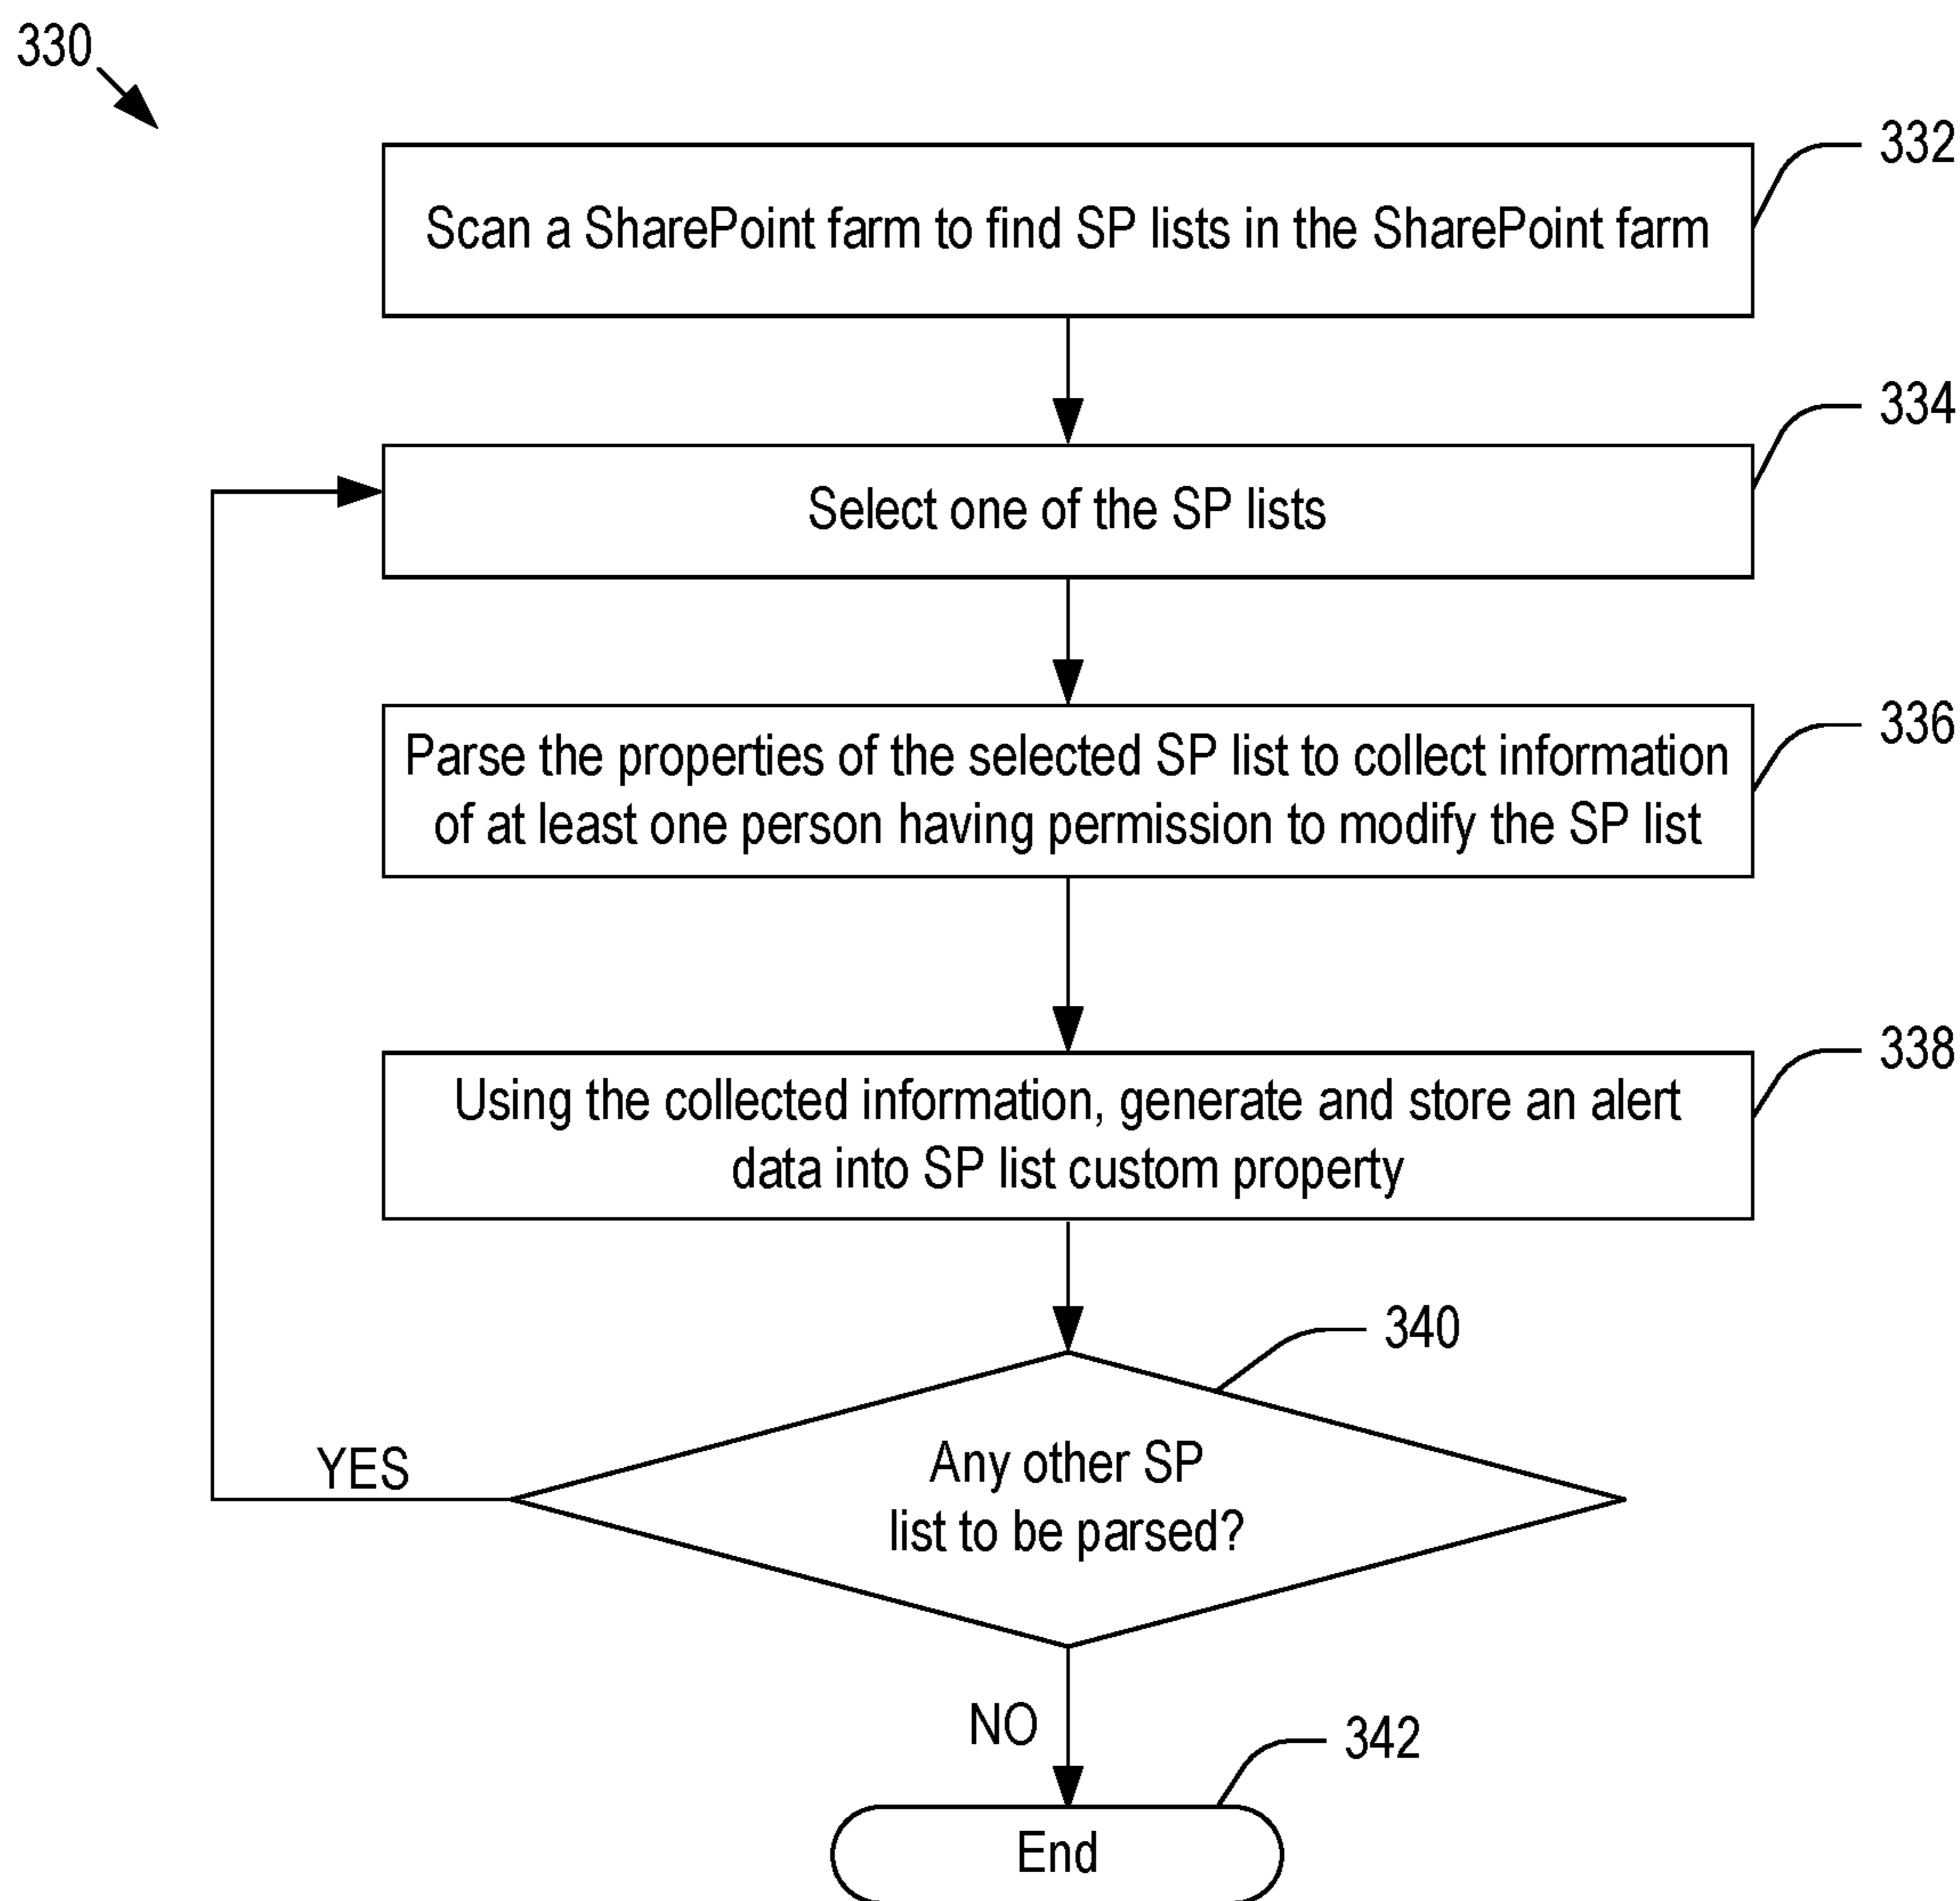 330
332
Scan a SharePoint farm to find SP lists in the SharePoint farm
334
Select one of the SP lists
336
Parse the properties of the selected SP list to collect information
of at least one person having permission to modify the SP list
338
Using the collected information, generate and store an alert
data into SP list custom property
340
Any other SP
list to be parsed?
YES
NO
342
End